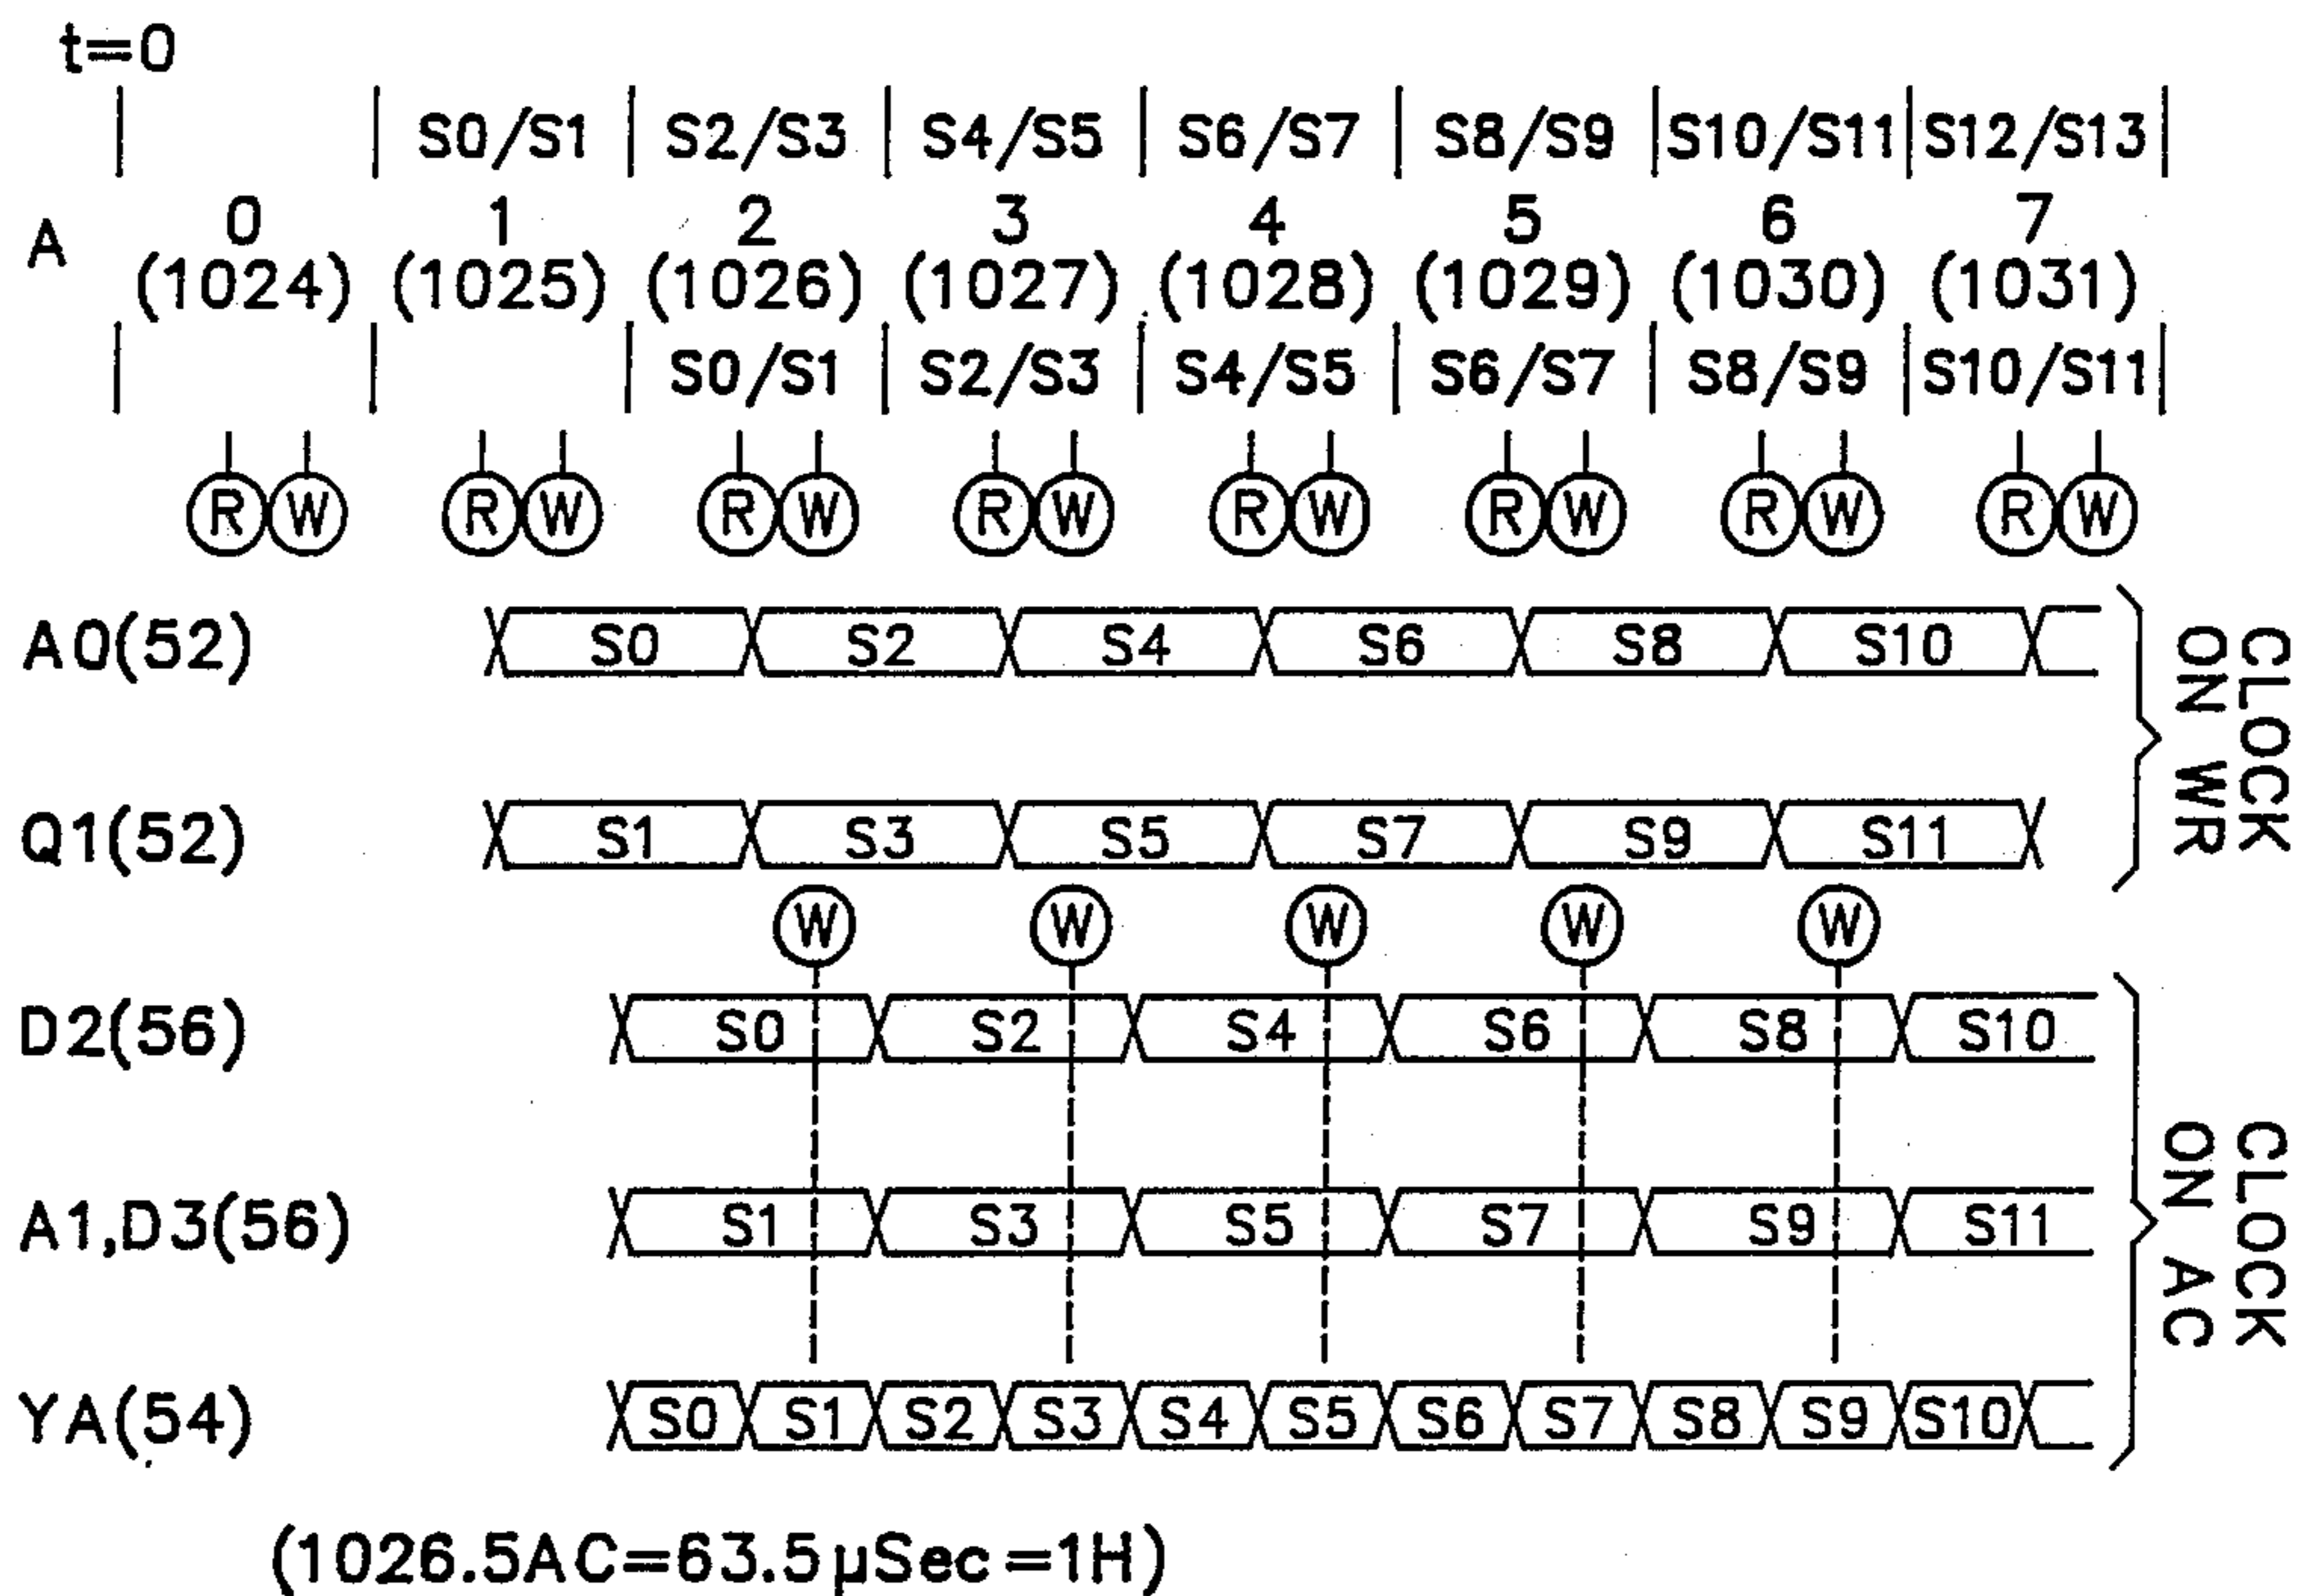 t=0
| | S0/S1 | S2/S3 | S4/S5 | S6/S7 | S8/S9 |S10/S11|S12/S13|
0 1 2 3 4 5 6 7
A
(1024) (1025) (1026) (1027) (1028) (1029) (1030) (1031)
| | | S0/S1 | S2/S3 | S4/S5 | S6/S7 | S8/S9 |S10/S11|
R W R W R W R W R W R W R W R W
A0(52) S0 S2 S4 S6 S8 S10
Q1(52) S1 S3 S5 S7 S9 S11
CLOCK
ON WR
W W W W W
D2(56) S0 S2 S4 S6 S8 S10
A1,D3(56) S1 S3 S5 S7 S9 S11
CLOCK
ON AC
YA(54) S0 S1 S2 S3 S4 S5 S6 S7 S8 S9 S10
(1026.5AC=63.5µSec=1H)